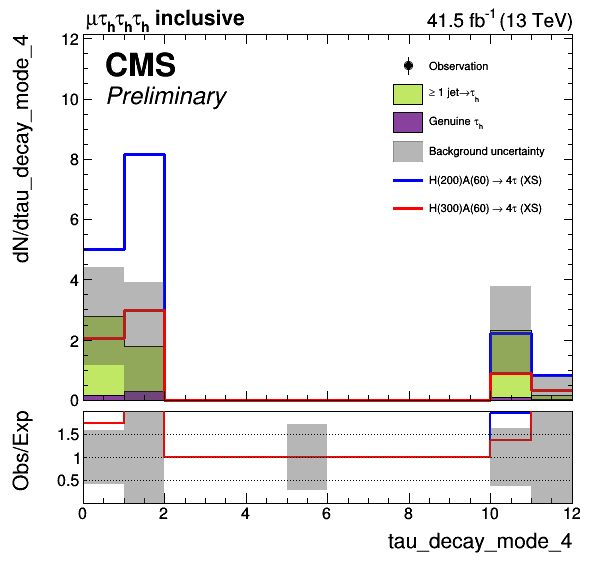 μτhτhτh inclusive
41.5 fb-1 (13 TeV)
CMS
Preliminary
Observation
≥ 1 jet→τh
Genuine τh
Background uncertainty
H(200)A(60) → 4τ (XS)
H(300)A(60) → 4τ (XS)
dN/dtau_decay_mode_4
12
10
8
6
4
2
0
Obs/Exp
1.5
1
0.5
0 2 4 6 8 10 12
tau_decay_mode_4